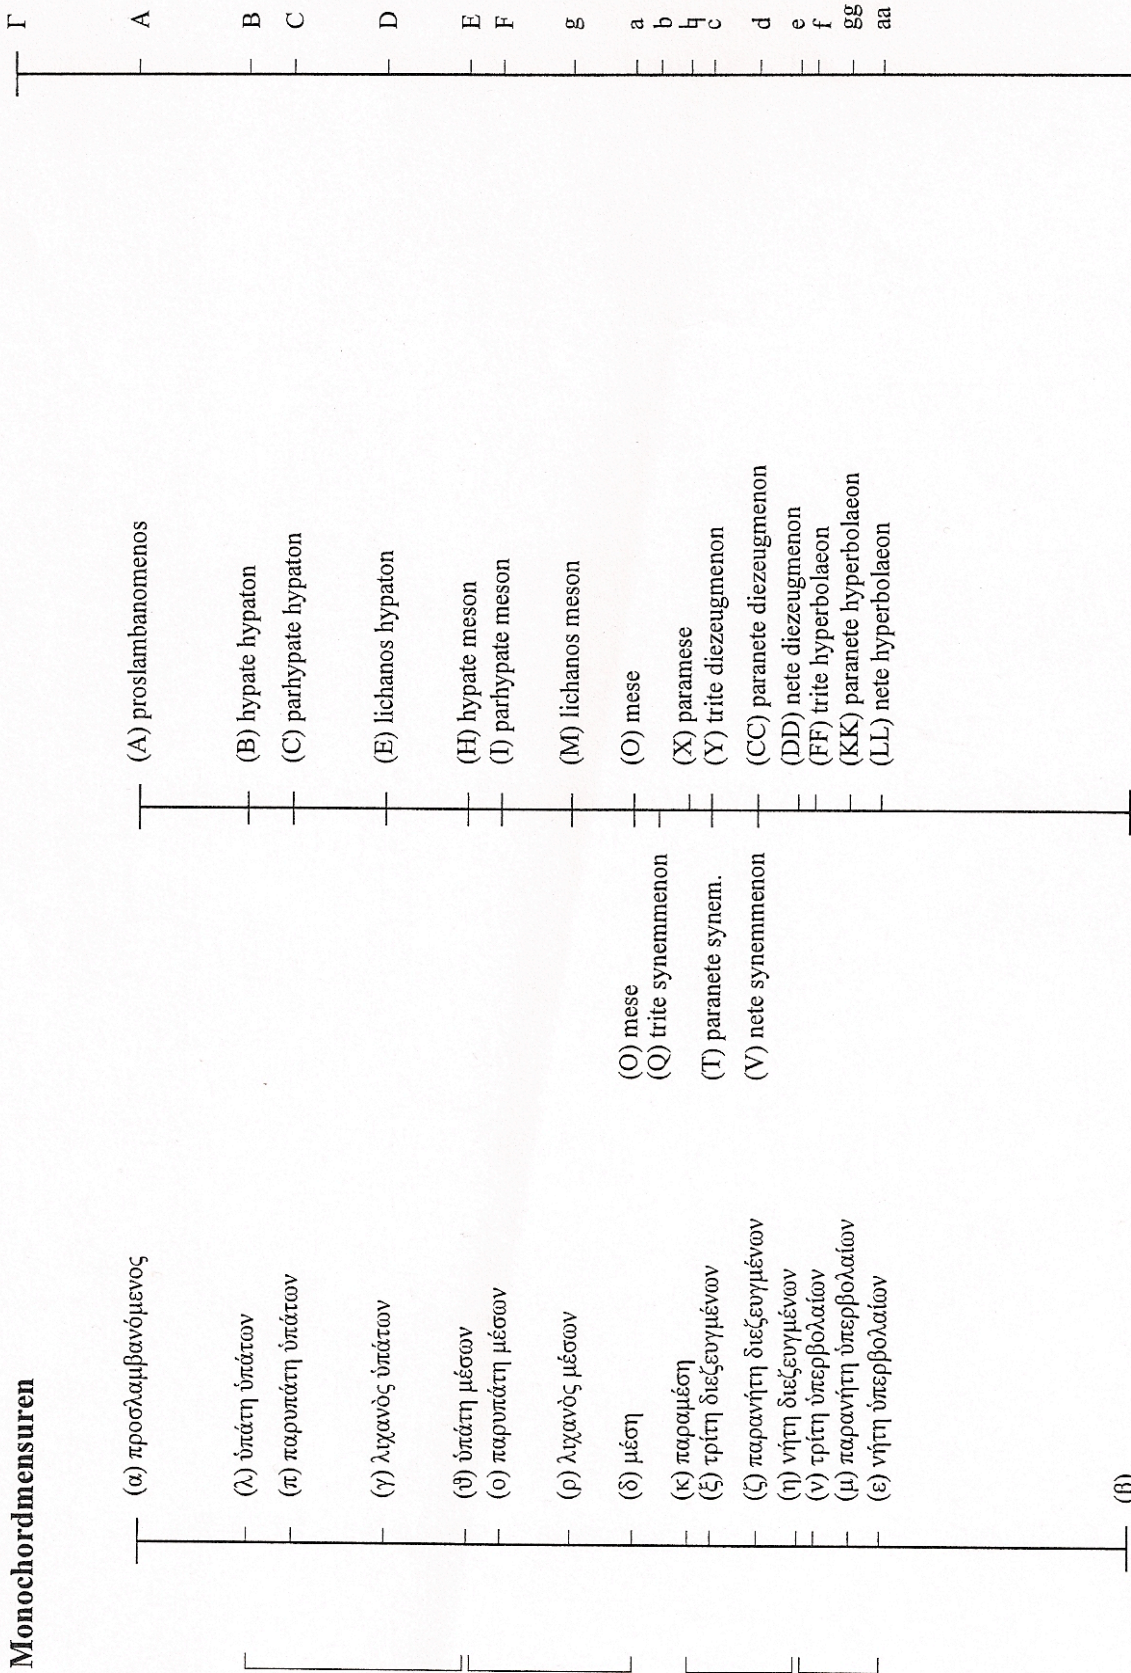 Monochordmensuren
(α) προσλαμβανόμενος
(λ) ὑπάτη ὑπάτων
(π) παρυπάτη ὑπάτων
(γ) λιχανὸς ὑπάτων
(ϑ) ὑπάτη μέσων
(ο) παρυπάτη μέσων
(ρ) λιχανὸς μέσων
(δ) μέση
(κ) παραμέση
(ξ) τρίτη διεζευγμένων
(ζ) παρανήτη διεζευγμένων
(η) νήτη διεζευγμένων
(ν) τρίτη ὑπερβολαίων
(μ) παρανήτη ὑπερβολαίων
(ε) νήτη ὑπερβολαίων
(β)
(O) mese
(Q) trite synemmenon
(T) paranete synem.
(V) nete synemmenon
(A) proslambanomenos
(B) hypate hypaton
(C) parhypate hypaton
(E) lichanos hypaton
(H) hypate meson
(I) parhypate meson
(M) lichanos meson
(O) mese
(X) paramese
(Y) trite diezeugmenon
(CC) paranete diezeugmenon
(DD) nete diezeugmenon
(FF) trite hyperbolaeon
(KK) paranete hyperbolaeon
(LL) nete hyperbolaeon
Γ
A
B
C
D
E
F
g
a
b
♮
c
d
e
f
gg
aa